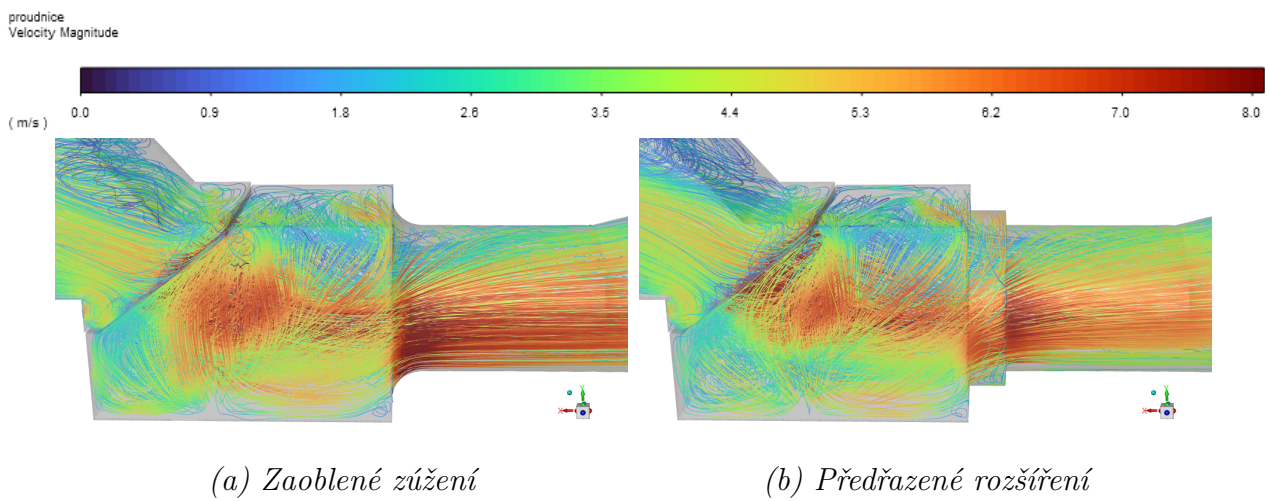 proudnice
Velocity Magnitude
0.0 0.9 1.8 2.6 3.5 4.4 5.3 6.2 7.0 8.0
( m/s )
Y X
Y X
(a) Zaoblené zúžení (b) Předřazené rozšíření